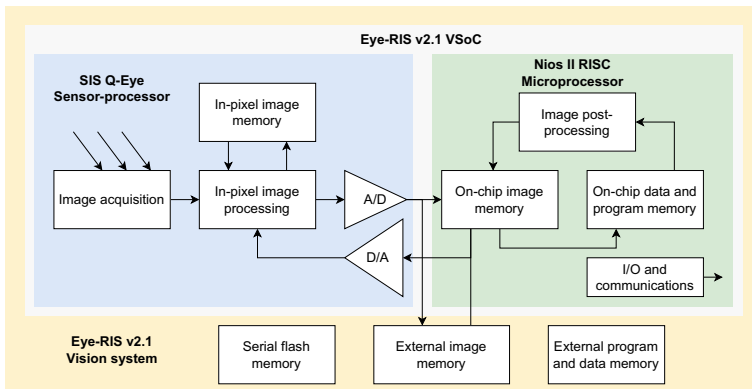 Eye-RIS v2.1 VSoC
SIS Q-Eye
Sensor-processor
Nios II RISC
Microprocessor
In-pixel image
memory
Image post-
processing
Image acquisition
In-pixel image
processing
A/D
On-chip image
memory
On-chip data and
program memory
D/A
I/O and
communications
Eye-RIS v2.1
Vision system
Serial flash
memory
External image
memory
External program
and data memory